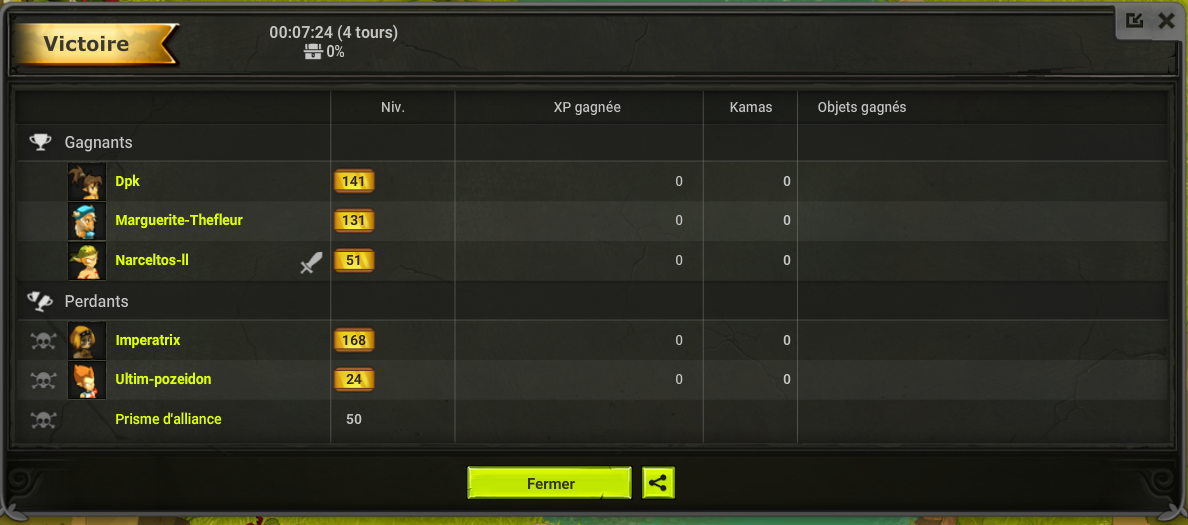 Victoire
00:07:24 (4 tours)
0%
Niv. XP gagnée Kamas Objets gagnés
Gagnants
Dpk 141 0 0
Marguerite-Thefleur 131 0 0
Narceltos-ll 51 0 0
Perdants
Imperatrix 168 0 0
Ultim-pozeidon 24 0 0
Prisme d'alliance 50
Fermer